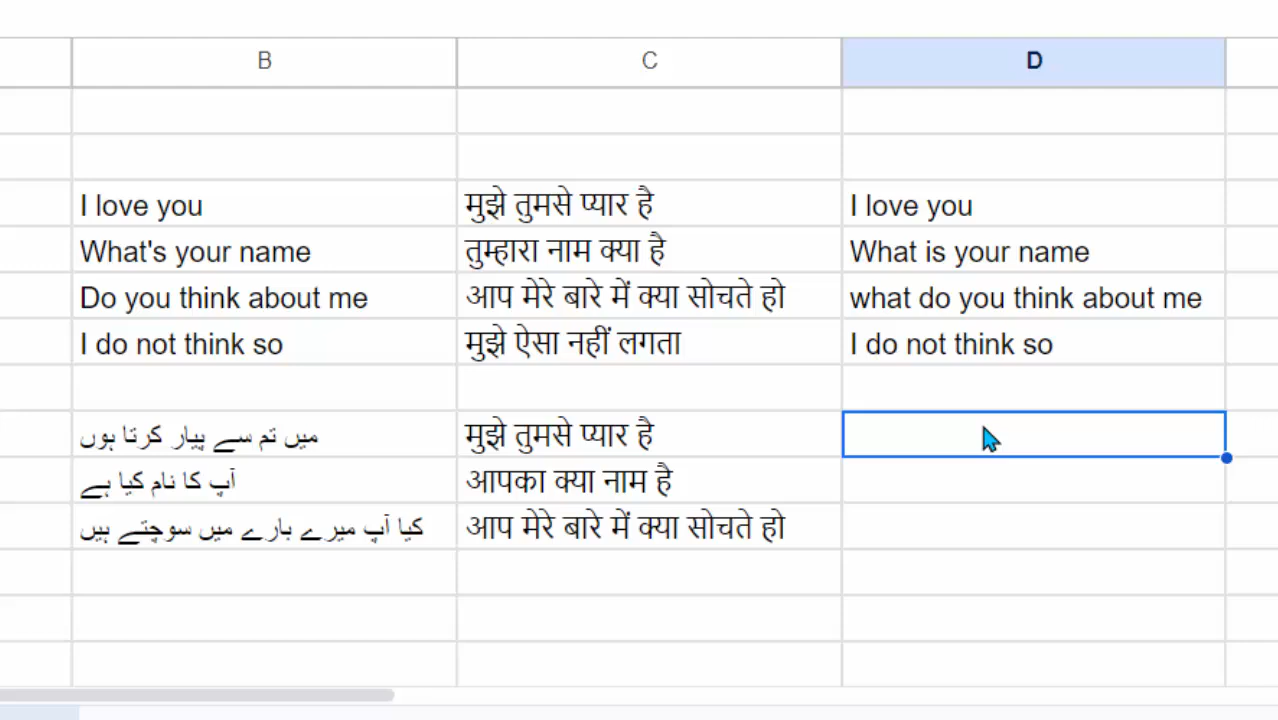 B C D
I love you मुझे तुमसे प्यार है I love you
What's your name तुम्हारा नाम क्या है What is your name
Do you think about me आप मेरे बारे में क्या सोचते हो what do you think about me
I do not think so मुझे ऐसा नहीं लगता I do not think so
میں تم سے پیار کرتا ہوں मुझे तुमसे प्यार है
آپ کا نام کیا ہے आपका क्या नाम है
کیا آپ میرے بارے میں سوچتے ہیں आप मेरे बारे में क्या सोचते हो